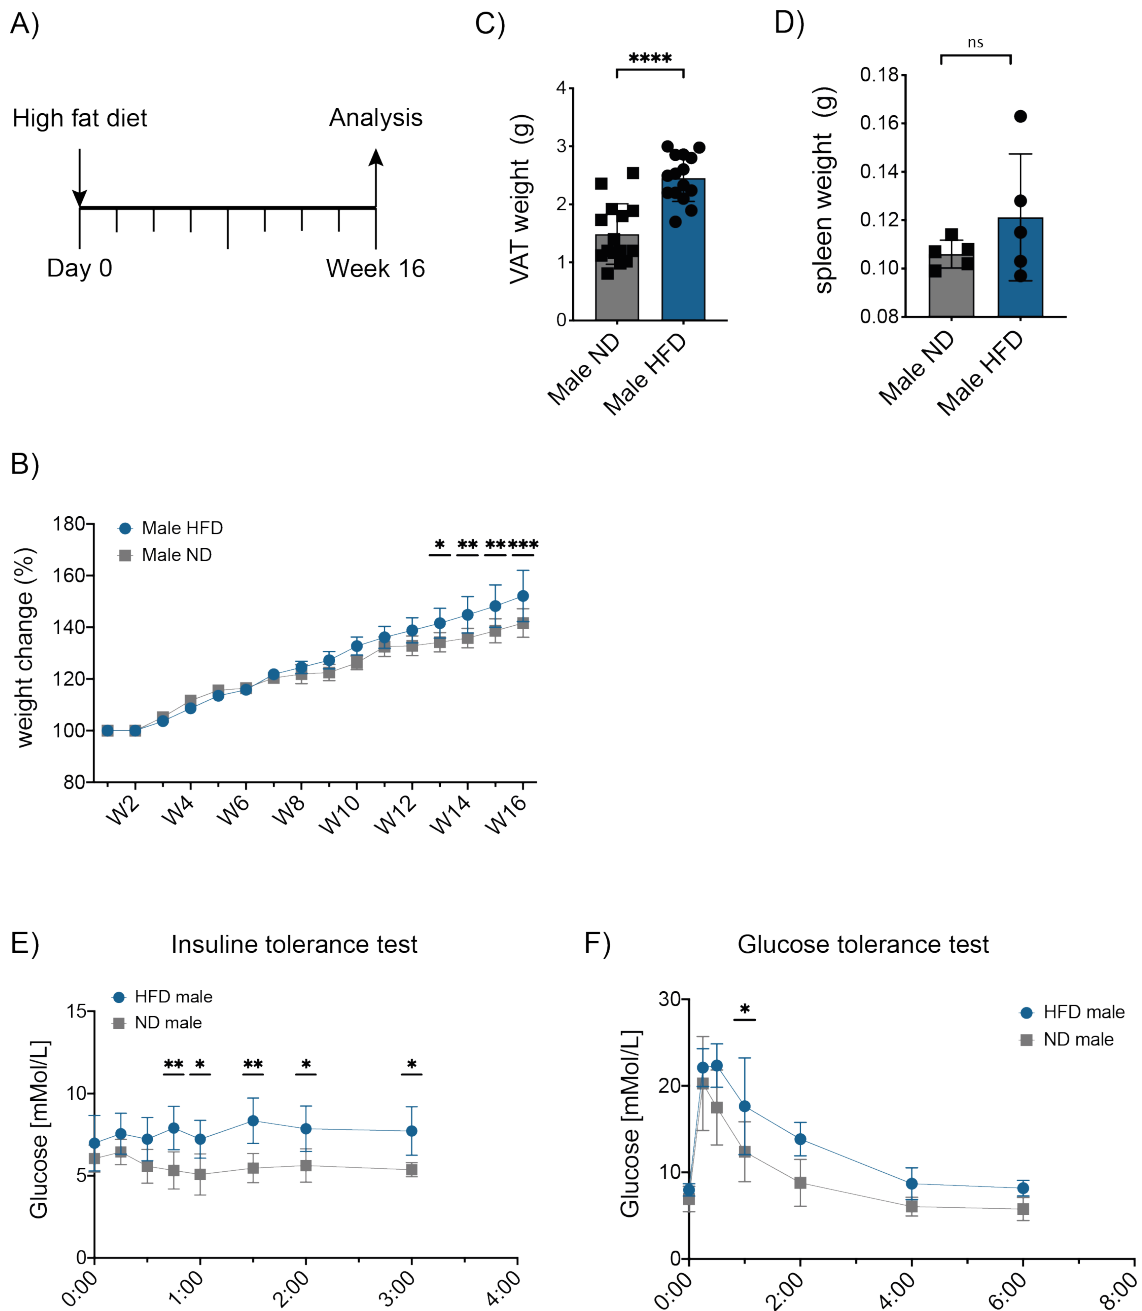 A)
High fat diet
Analysis
Day 0
Week 16
C)
****
VAT weight (g)
4
3
2
1
0
Male ND
Male HFD
D)
ns
spleen weight (g)
0.18
0.16
0.14
0.12
0.10
0.08
Male ND
Male HFD
B)
Male HFD
Male ND
* ** ** ***
weight change (%)
180
160
140
120
100
80
W2
W4
W6
W8
W10
W12
W14
W16
E)
Insuline tolerance test
HFD male
ND male
** * ** * *
Glucose [mMol/L]
15
10
5
0
0:00
1:00
2:00
3:00
4:00
F)
Glucose tolerance test
HFD male
ND male
*
Glucose [mMol/L]
30
20
10
0
0:00
2:00
4:00
6:00
8:00